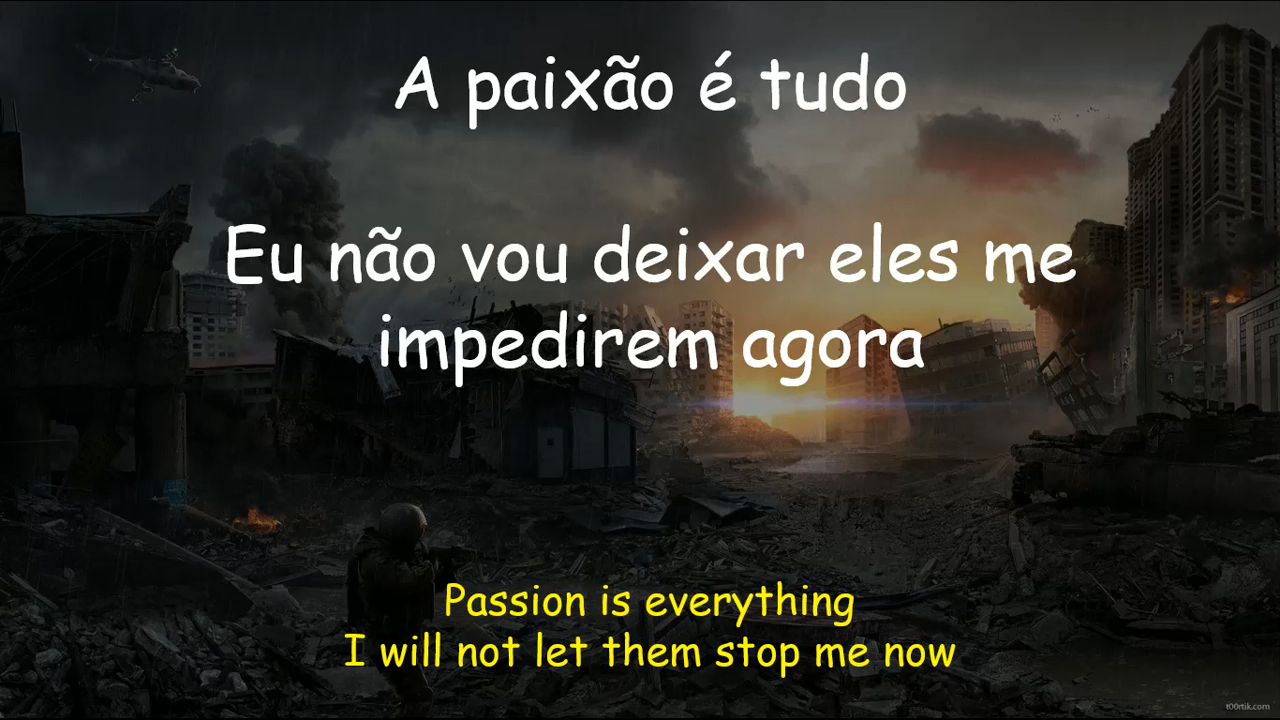 A paixão é tudo
Eu não vou deixar eles me
impedirem agora
Passion is everything
I will not let them stop me now
t00rtik.com